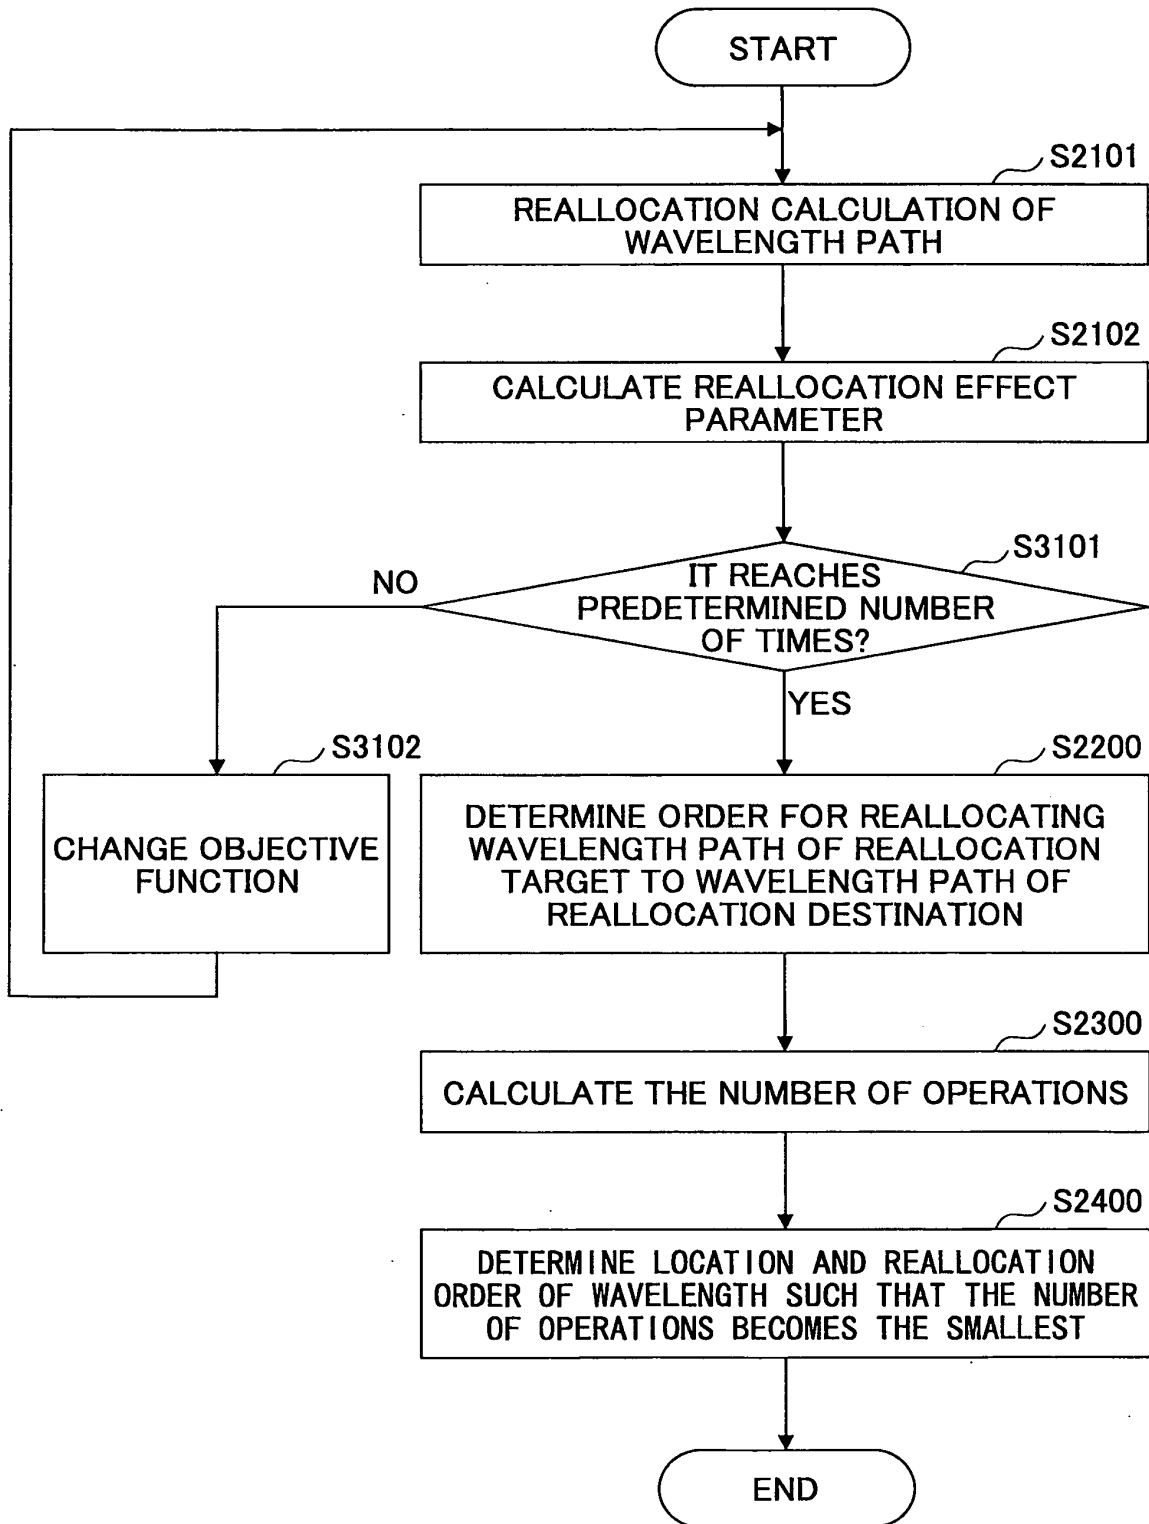 START
S2101
REALLOCATION CALCULATION OF
WAVELENGTH PATH
S2102
CALCULATE REALLOCATION EFFECT
PARAMETER
S3101
IT REACHES
PREDETERMINED NUMBER
OF TIMES?
NO
YES
S3102
CHANGE OBJECTIVE
FUNCTION
S2200
DETERMINE ORDER FOR REALLOCATING
WAVELENGTH PATH OF REALLOCATION
TARGET TO WAVELENGTH PATH OF
REALLOCATION DESTINATION
S2300
CALCULATE THE NUMBER OF OPERATIONS
S2400
DETERMINE LOCATION AND REALLOCATION
ORDER OF WAVELENGTH SUCH THAT THE NUMBER
OF OPERATIONS BECOMES THE SMALLEST
END